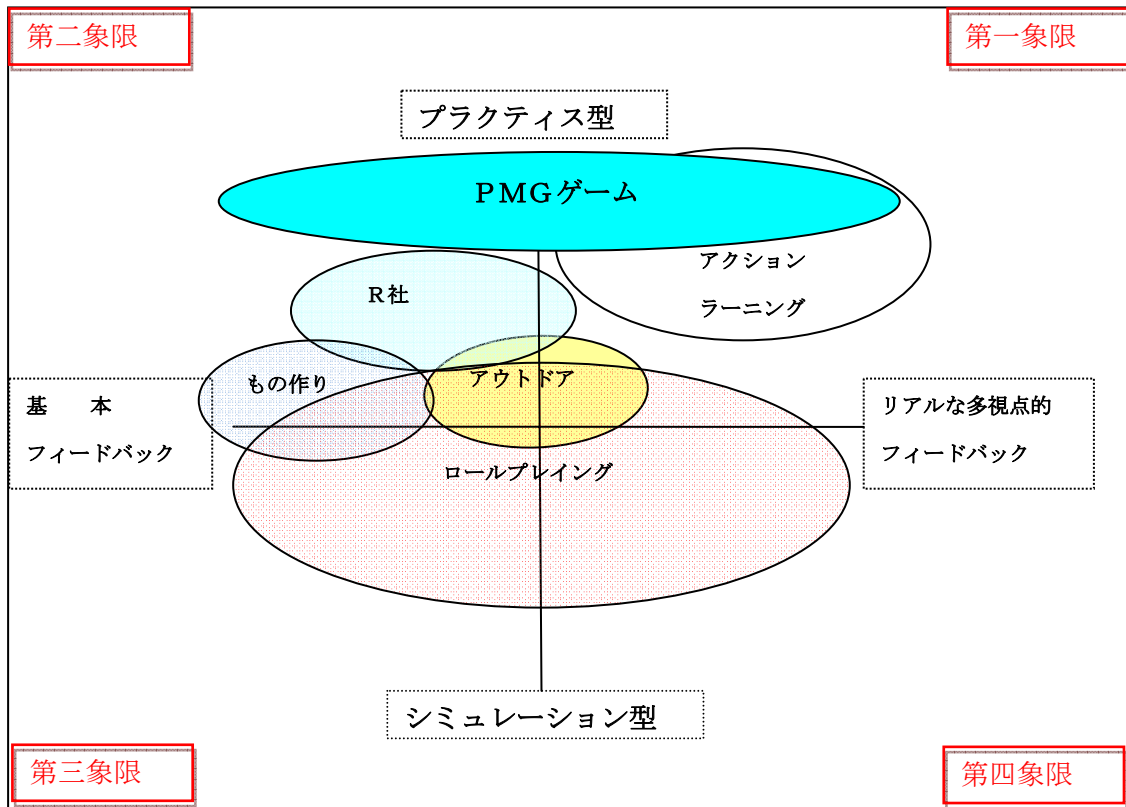 第二象限
第一象限
プラクティス型
ＰＭＧゲーム
アクション
ラーニング
Ｒ社
もの作り
アウトドア
基　　本
フィードバック
リアルな多視点的
フィードバック
ロールプレイング
シミュレーション型
第三象限
第四象限